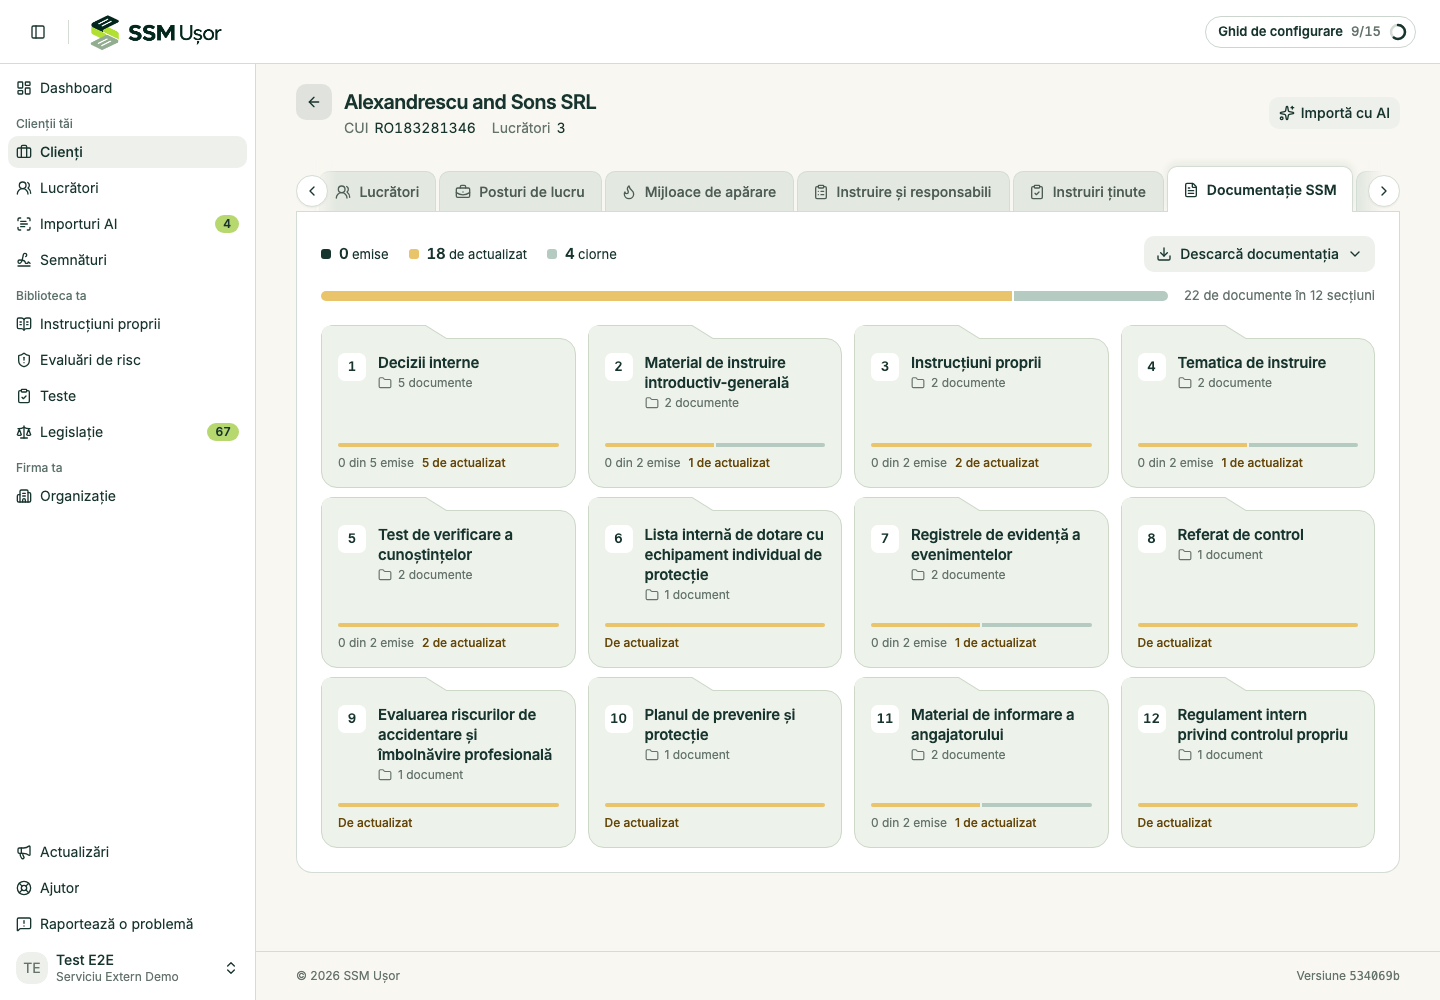 SSM Ușor
Ghid de configurare 9/15
Dashboard
Clienții tăi
Clienți
Lucrători
Importuri AI 4
Semnături
Biblioteca ta
Instrucțiuni proprii
Evaluări de risc
Teste
Legislație 67
Firma ta
Organizație
Actualizări
Ajutor
Raportează o problemă
TE
Test E2E
Serviciu Extern Demo
Alexandrescu and Sons SRL
CUI RO183281346 Lucrători 3
Importă cu AI
Lucrători
Posturi de lucru
Mijloace de apărare
Instruire și responsabili
Instruiri ținute
Documentație SSM
0 emise
18 de actualizat
4 ciorne
Descarcă documentația
22 de documente în 12 secțiuni
1
Decizii interne
5 documente
0 din 5 emise 5 de actualizat
2
Material de instruire
introductiv-generală
2 documente
0 din 2 emise 1 de actualizat
3
Instrucțiuni proprii
2 documente
0 din 2 emise 2 de actualizat
4
Tematica de instruire
2 documente
0 din 2 emise 1 de actualizat
5
Test de verificare a
cunoștințelor
2 documente
0 din 2 emise 2 de actualizat
6
Lista internă de dotare cu
echipament individual de
protecție
1 document
De actualizat
7
Registrele de evidență a
evenimentelor
2 documente
0 din 2 emise 1 de actualizat
8
Referat de control
1 document
De actualizat
9
Evaluarea riscurilor de
accidentare și
îmbolnăvire profesională
1 document
De actualizat
10
Planul de prevenire și
protecție
1 document
De actualizat
11
Material de informare a
angajatorului
2 documente
0 din 2 emise 1 de actualizat
12
Regulament intern
privind controlul propriu
1 document
De actualizat
© 2026 SSM Ușor
Versiune 534069b